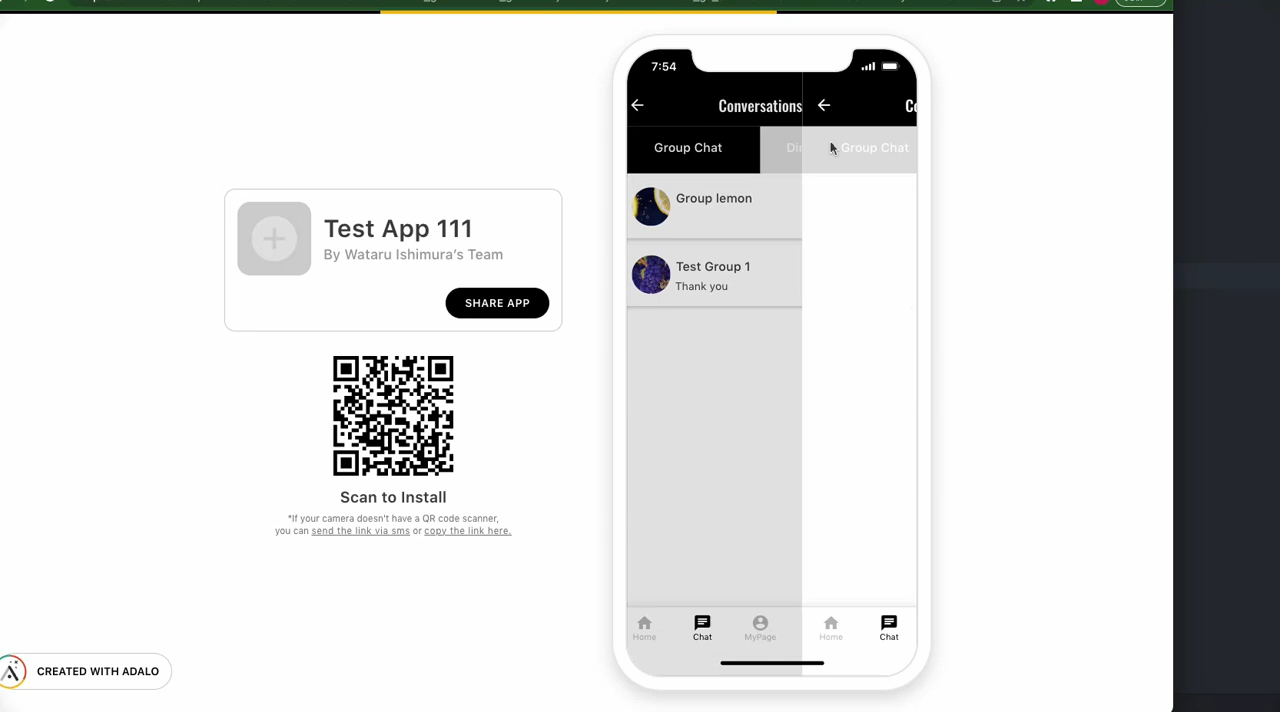 Test App 111
By Wataru Ishimura's Team
SHARE APP
Scan to Install
*If your camera doesn't have a QR code scanner,
you can send the link via sms or copy the link here.
CREATED WITH ADALO
7:54
Conversations
Group Chat
Group lemon
Test Group 1
Thank you
Home Chat MyPage
Group Chat
Home Chat